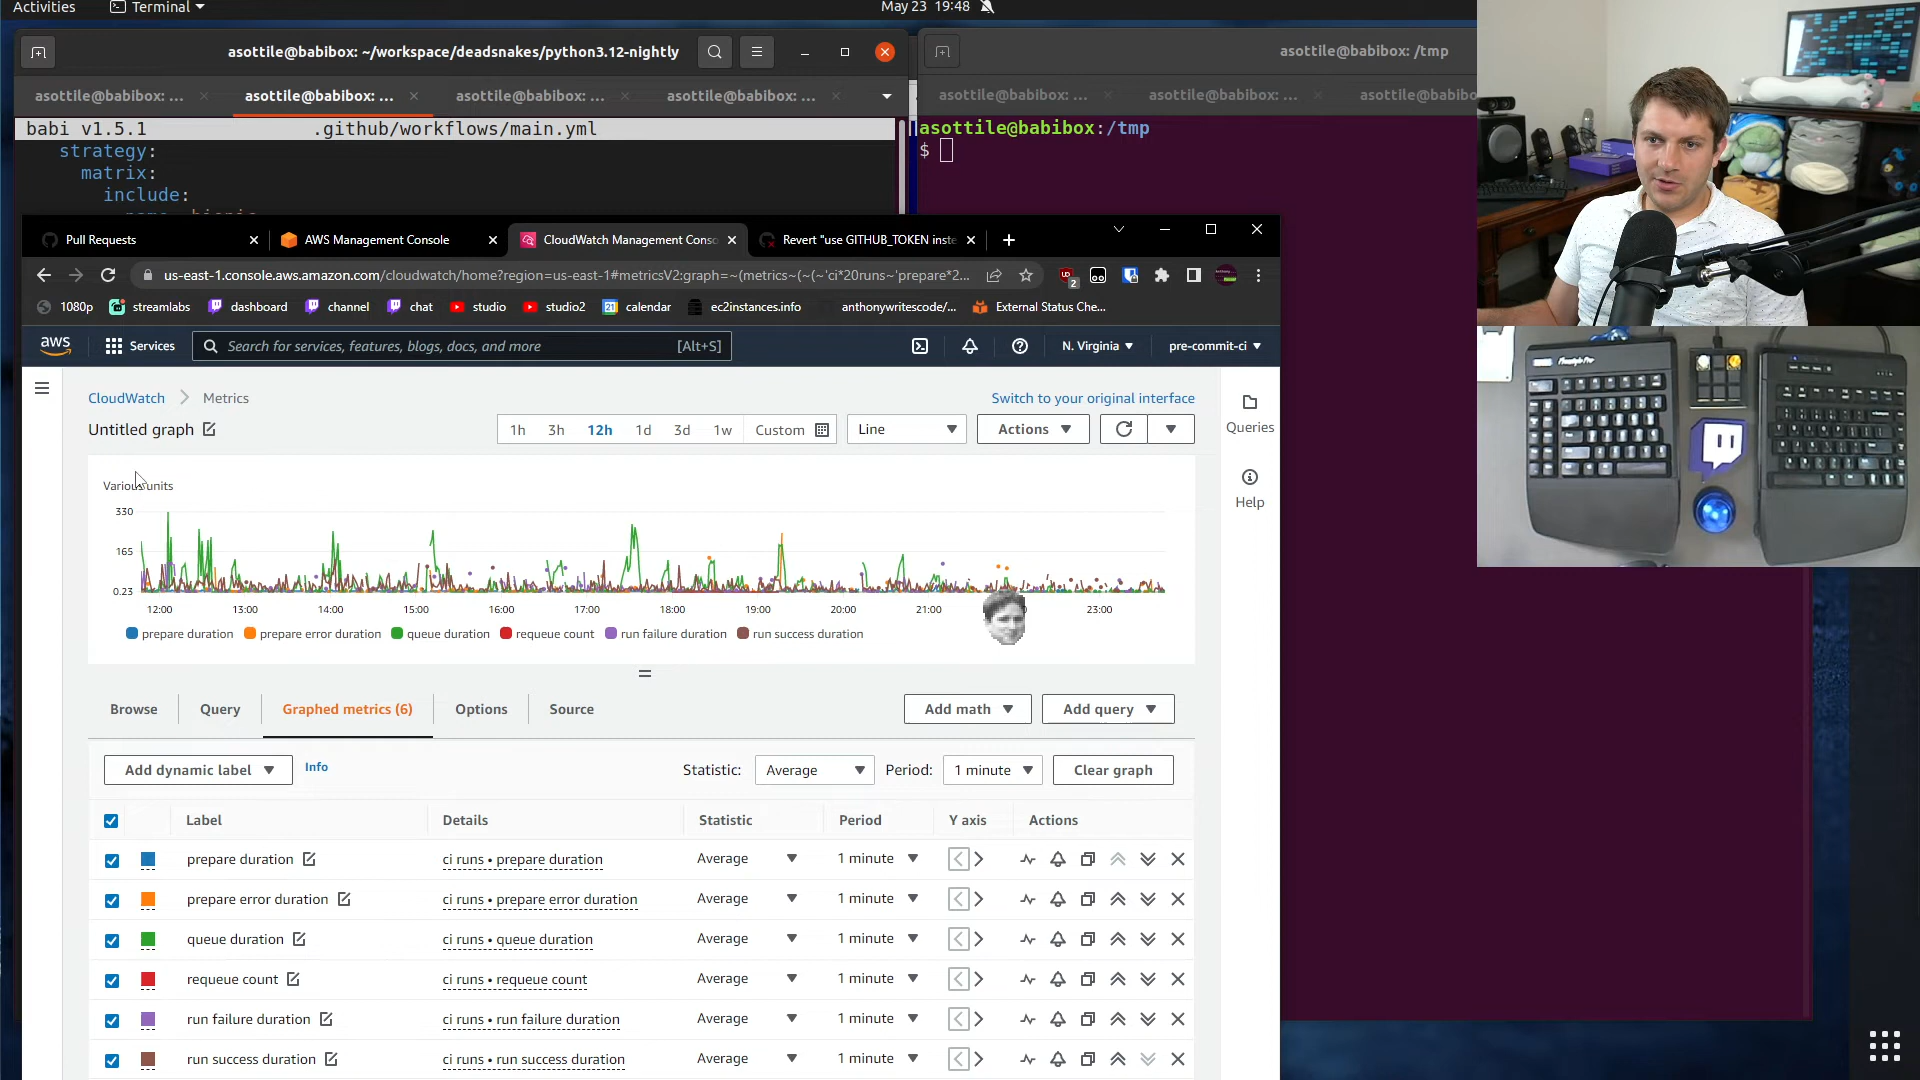 Activities
Terminal
May 23 19:48
asottile@babibox: ~/workspace/deadsnakes/python3.12-nightly
asottile@babibox: /tmp
asottile@babibox: ...
asottile@babibox: ...
asottile@babibox: ...
asottile@babibox: ...
asottile@babibox: ...
asottile@babibox: ...
asottile@babibo
babi v1.5.1 .github/workflows/main.yml
strategy:
matrix:
include:
asottile@babibox:/tmp
$
Pull Requests
AWS Management Console
CloudWatch Management Conso
Revert "use GITHUB_TOKEN inste
us-east-1.console.aws.amazon.com/cloudwatch/home?region=us-east-1#metricsV2:graph=~(metrics~(~(~'ci*20runs~'prepare*2...
2
1080p
streamlabs
dashboard
channel
chat
studio
studio2
21
calendar
ec2instances.info
anthonywritescode/...
External Status Che...
aws
Services
Search for services, features, blogs, docs, and more [Alt+S]
N. Virginia
pre-commit-ci
CloudWatch
Metrics
Switch to your original interface
Untitled graph
1h 3h 12h 1d 3d 1w Custom
Line
Actions
Queries
Help
Various units
330
165
0.23
12:00 13:00 14:00 15:00 16:00 17:00 18:00 19:00 20:00 21:00 23:00
prepare duration prepare error duration queue duration requeue count run failure duration run success duration
Browse
Query
Graphed metrics (6)
Options
Source
Add math
Add query
Add dynamic label
Info
Statistic: Average
Period: 1 minute
Clear graph
Label Details Statistic Period Y axis Actions
prepare duration ci runs • prepare duration Average 1 minute
prepare error duration ci runs • prepare error duration Average 1 minute
queue duration ci runs • queue duration Average 1 minute
requeue count ci runs • requeue count Average 1 minute
run failure duration ci runs • run failure duration Average 1 minute
run success duration ci runs • run success duration Average 1 minute